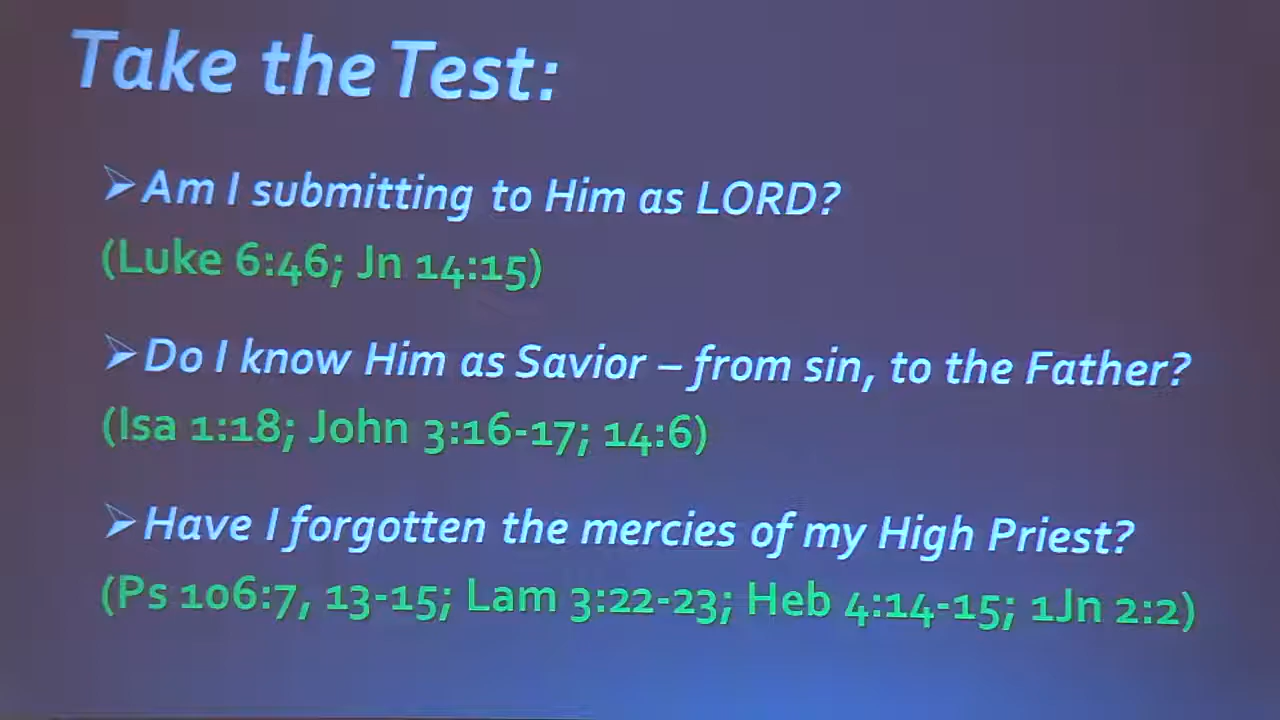 Take the Test:
➢Am I submitting to Him as LORD?
(Luke 6:46; Jn 14:15)
➢Do I know Him as Savior – from sin, to the Father?
(Isa 1:18; John 3:16-17; 14:6)
➢Have I forgotten the mercies of my High Priest?
(Ps 106:7, 13-15; Lam 3:22-23; Heb 4:14-15; 1Jn 2:2)